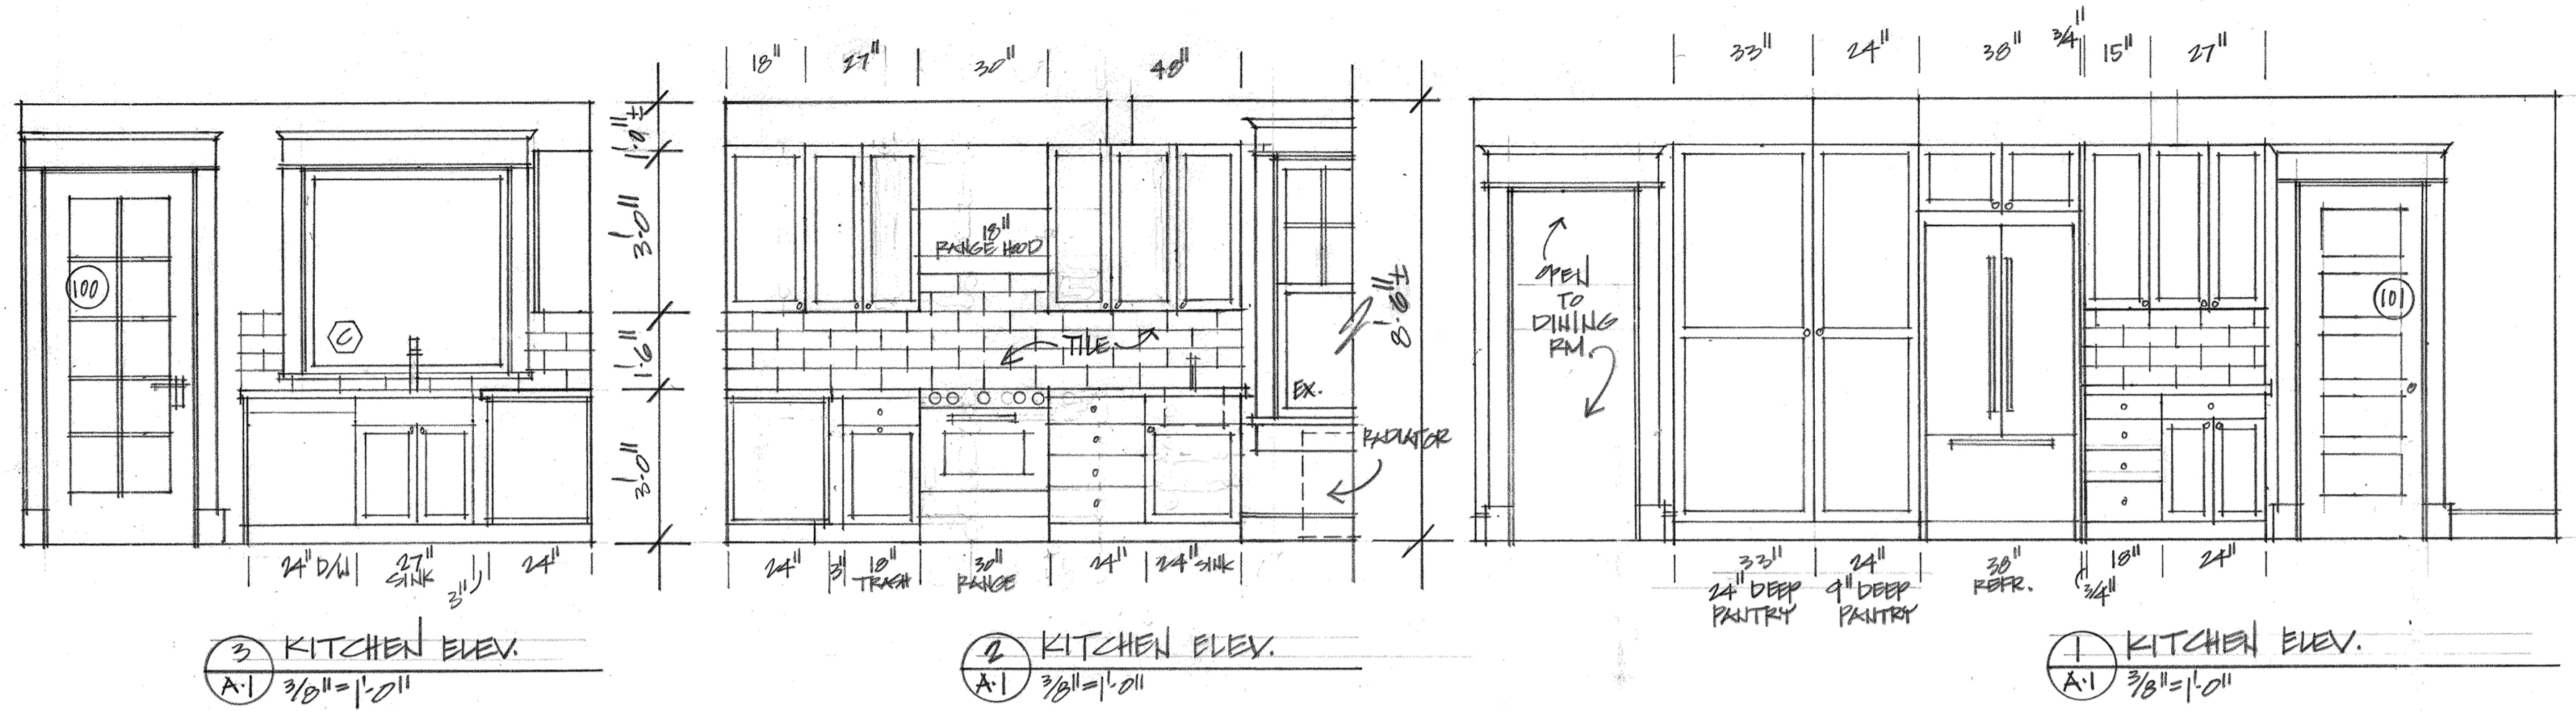 100
C
24" D/W
27"
SINK
3"
24"
3
A.1
KITCHEN ELEV.
3/8"=1'-0"
1'-0"±
3'-0"
1'-6"
3'-0"
18"
27"
30"
48"
18"
RANGE HOOD
TILE
EX.
RADIATOR
24"
3"
18"
TRASH
30"
RANGE
24"
24" SINK
2
A.1
KITCHEN ELEV.
3/8"=1'-0"
8'-6"±
33"
24"
38"
3/4"
15"
27"
OPEN
TO
DINING
RM.
101
33"
24" DEEP
PANTRY
24"
9" DEEP
PANTRY
38"
REFR.
3/4"
18"
24"
1
A.1
KITCHEN ELEV.
3/8"=1'-0"